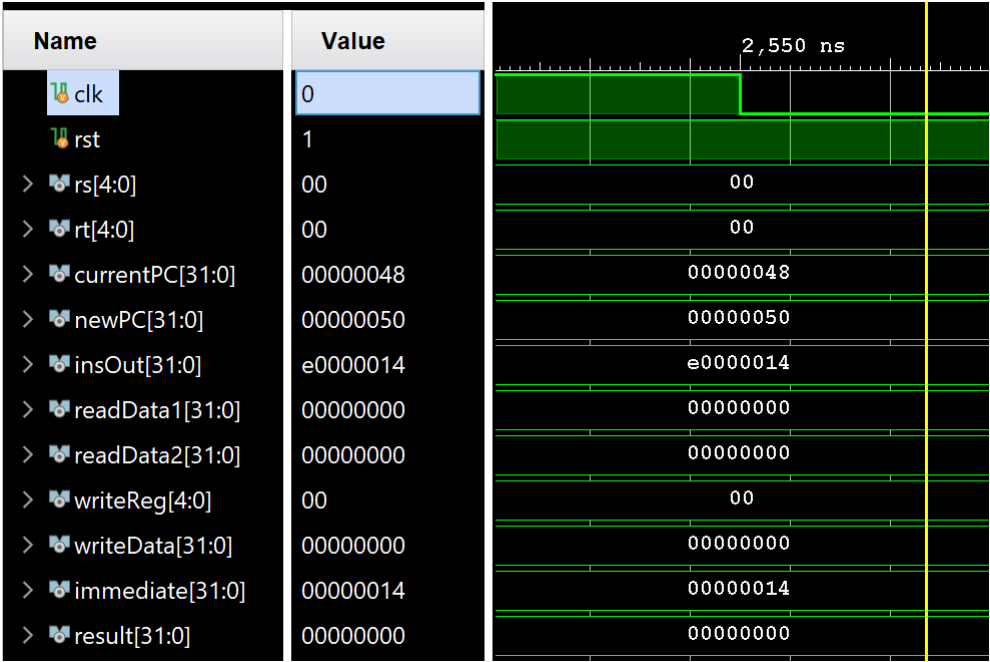 Name Value
2,550 ns
clk 0
rst 1
rs[4:0] 00 00
rt[4:0] 00 00
currentPC[31:0] 00000048 00000048
newPC[31:0] 00000050 00000050
insOut[31:0] e0000014 e0000014
readData1[31:0] 00000000 00000000
readData2[31:0] 00000000 00000000
writeReg[4:0] 00 00
writeData[31:0] 00000000 00000000
immediate[31:0] 00000014 00000014
result[31:0] 00000000 00000000